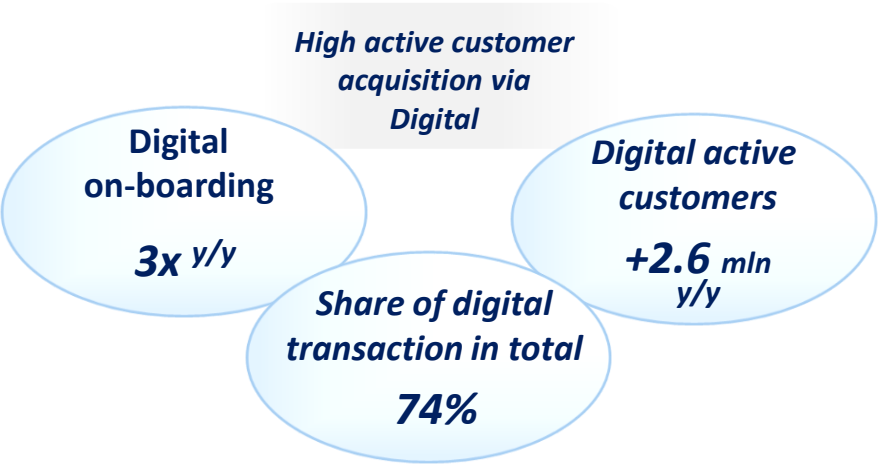 High active customer
acquisition via
Digital
Digital
on-boarding
3x y/y
Digital active
customers
+2.6 mln
y/y
Share of digital
transaction in total
74%